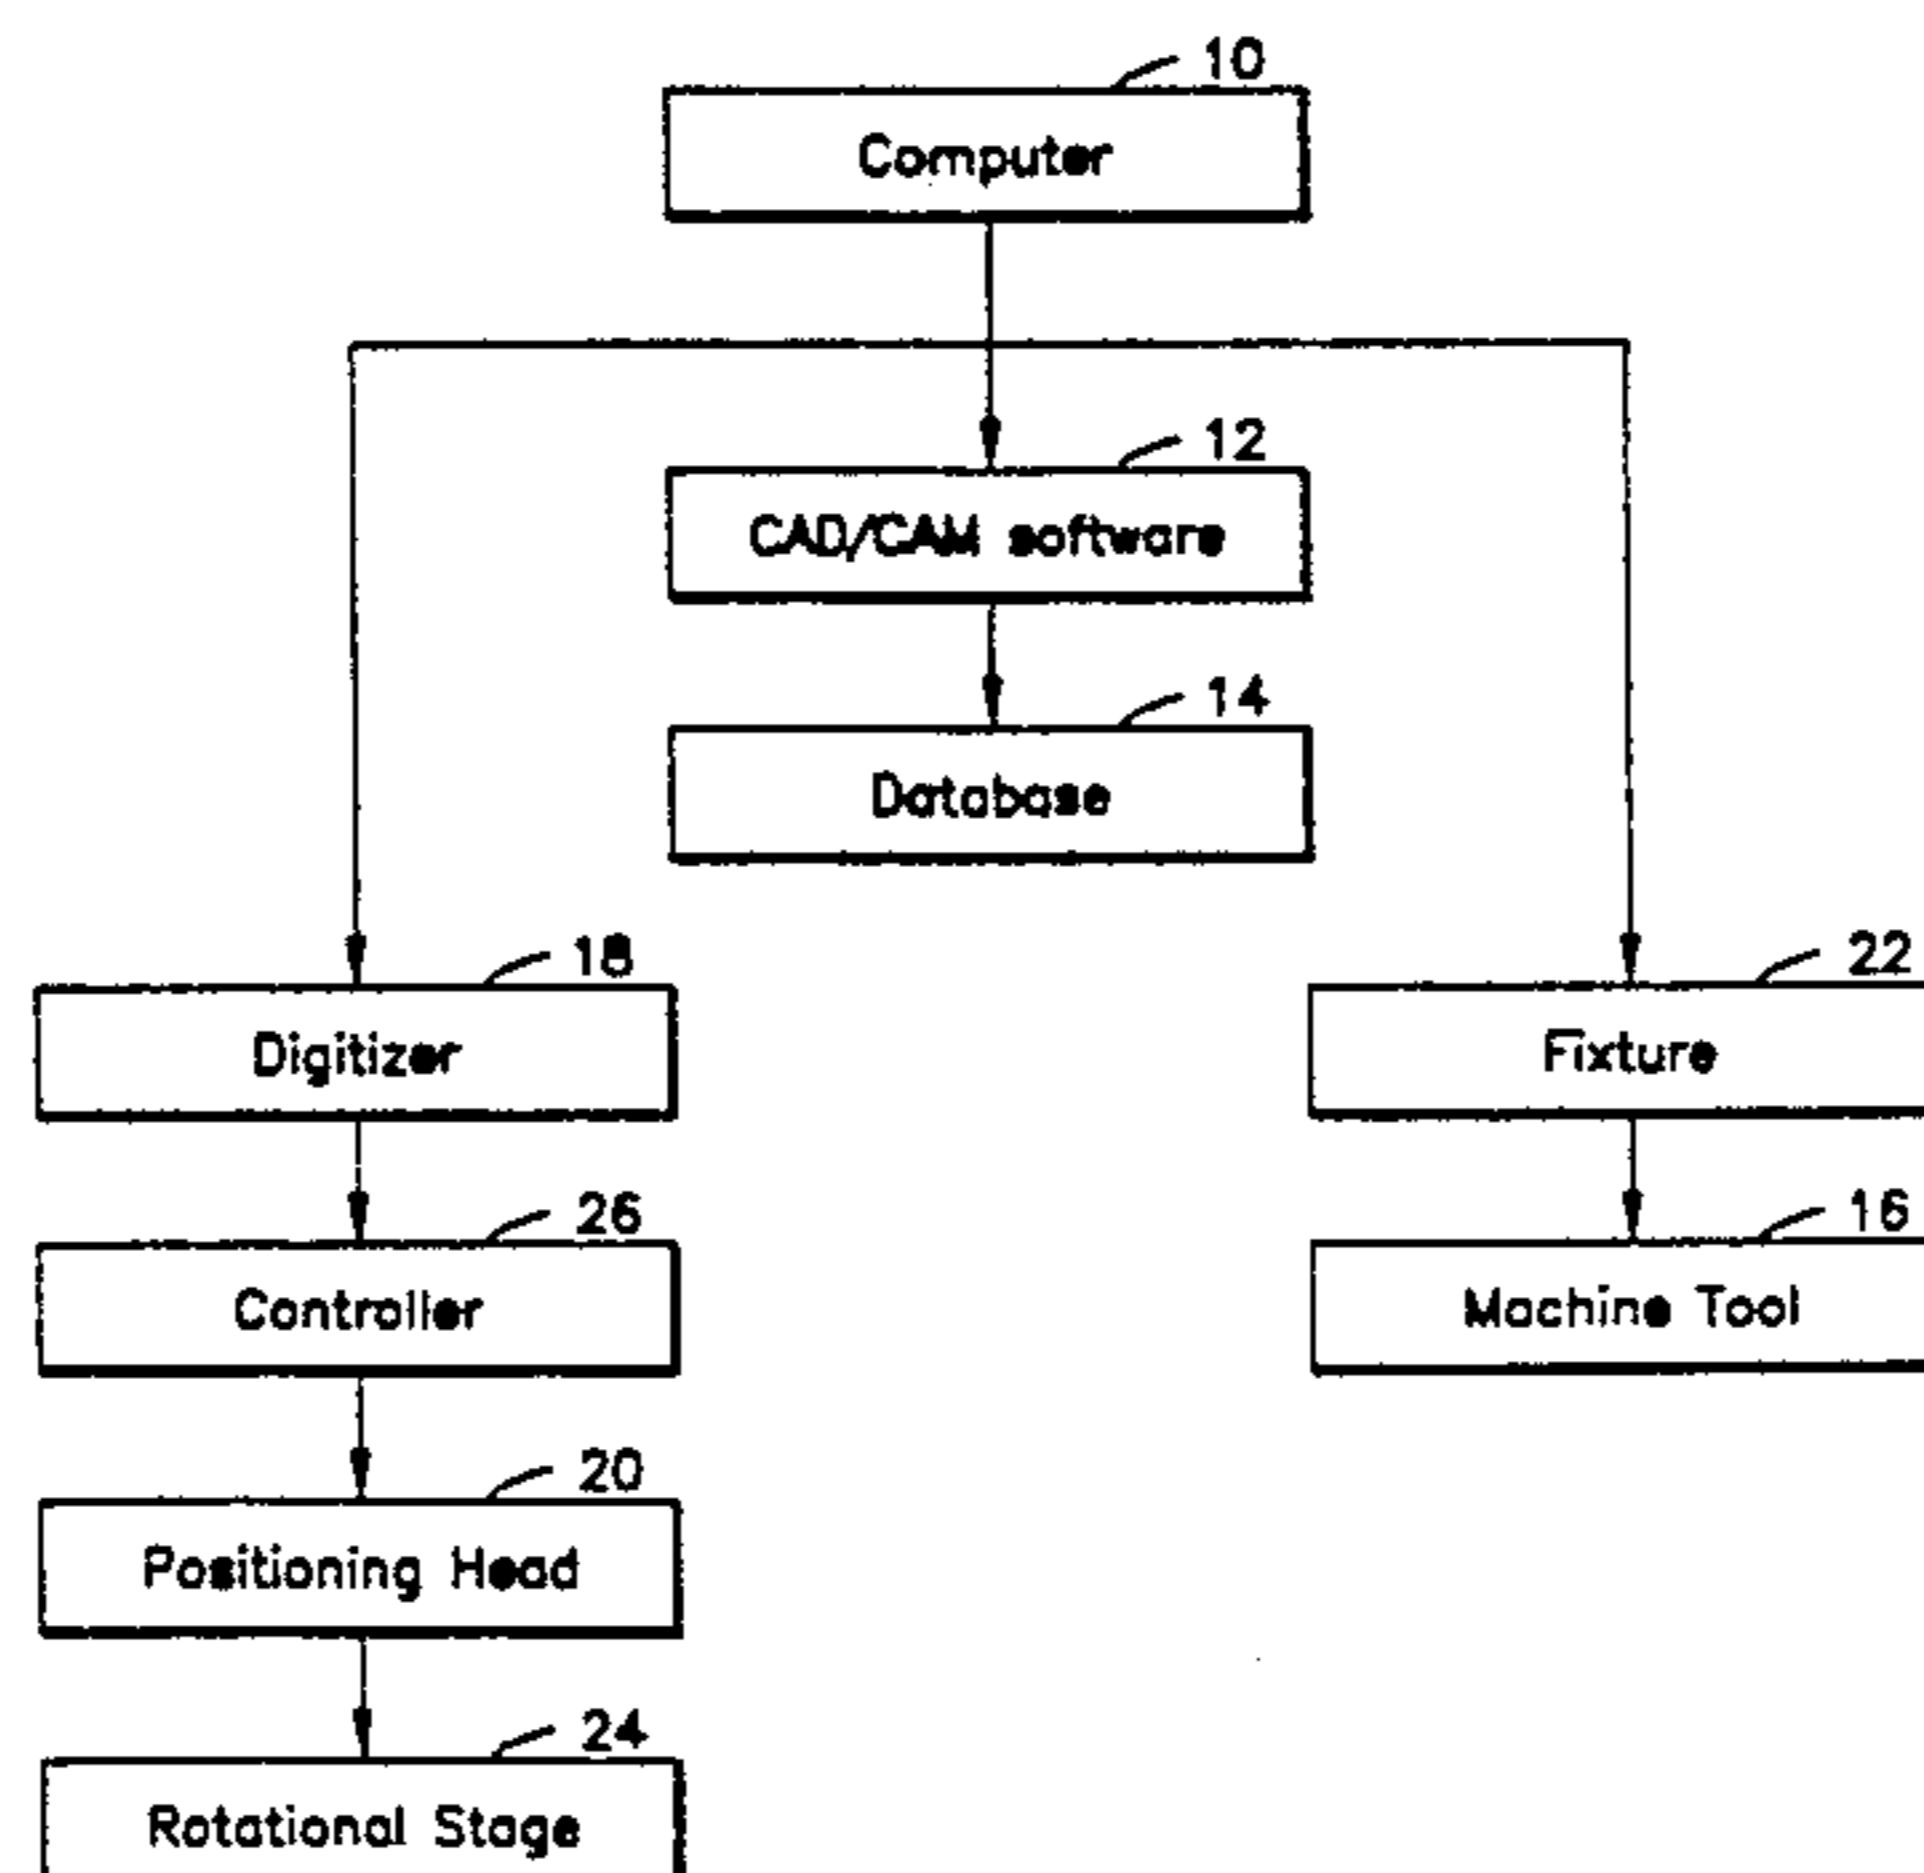 10
Computer
12
CAD/CAM software
14
Database
18
Digitizer
22
Fixture
26
Controller
16
Machine Tool
20
Positioning Head
24
Rotational Stage